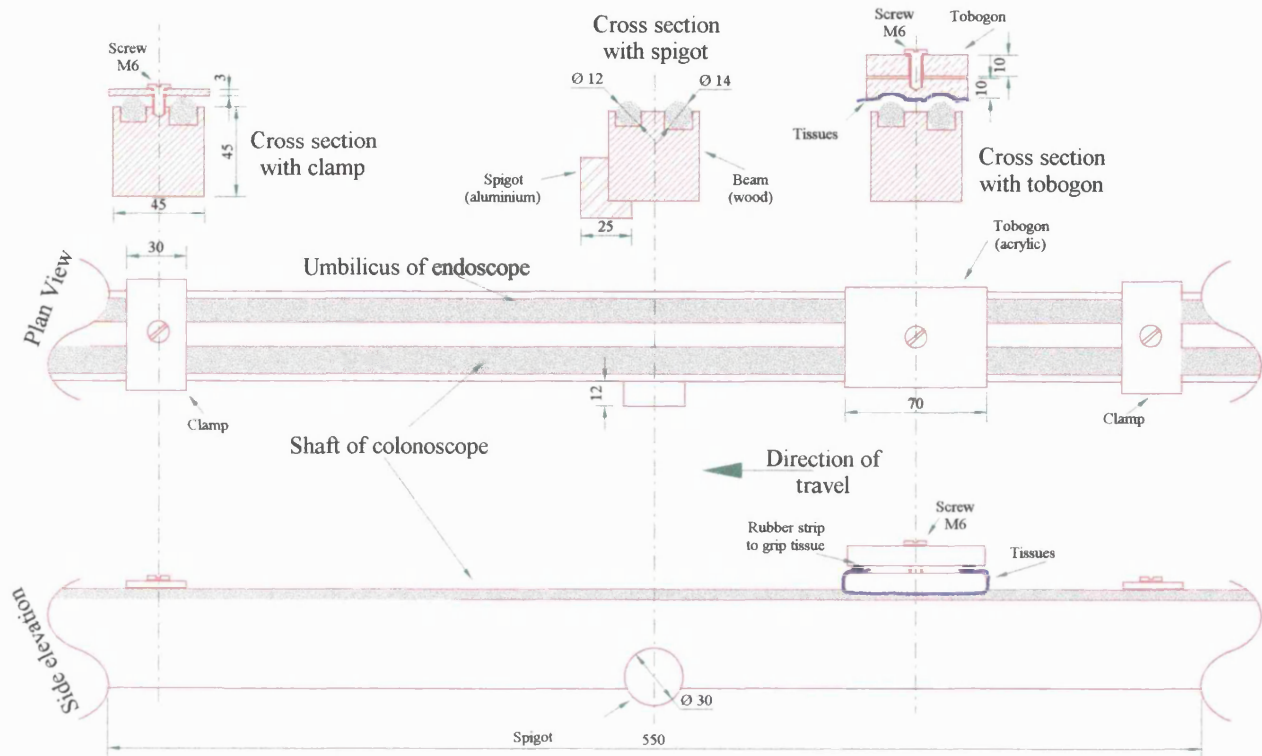 Screw
M6
3
45
45
Cross section
with clamp
Cross section
with spigot
Ø 12
Ø 14
Spigot
(aluminium)
25
Beam
(wood)
Screw
M6
Tobogon
10
10
Tissues
Cross section
with tobogon
Plan View
30
Umbilicus of endoscope
Tobogon
(acrylic)
Clamp
12
70
Clamp
Shaft of colonoscope
Direction of
travel
Screw
M6
Rubber strip
to grip tissue
Tissues
Side elevation
Ø 30
Spigot
550